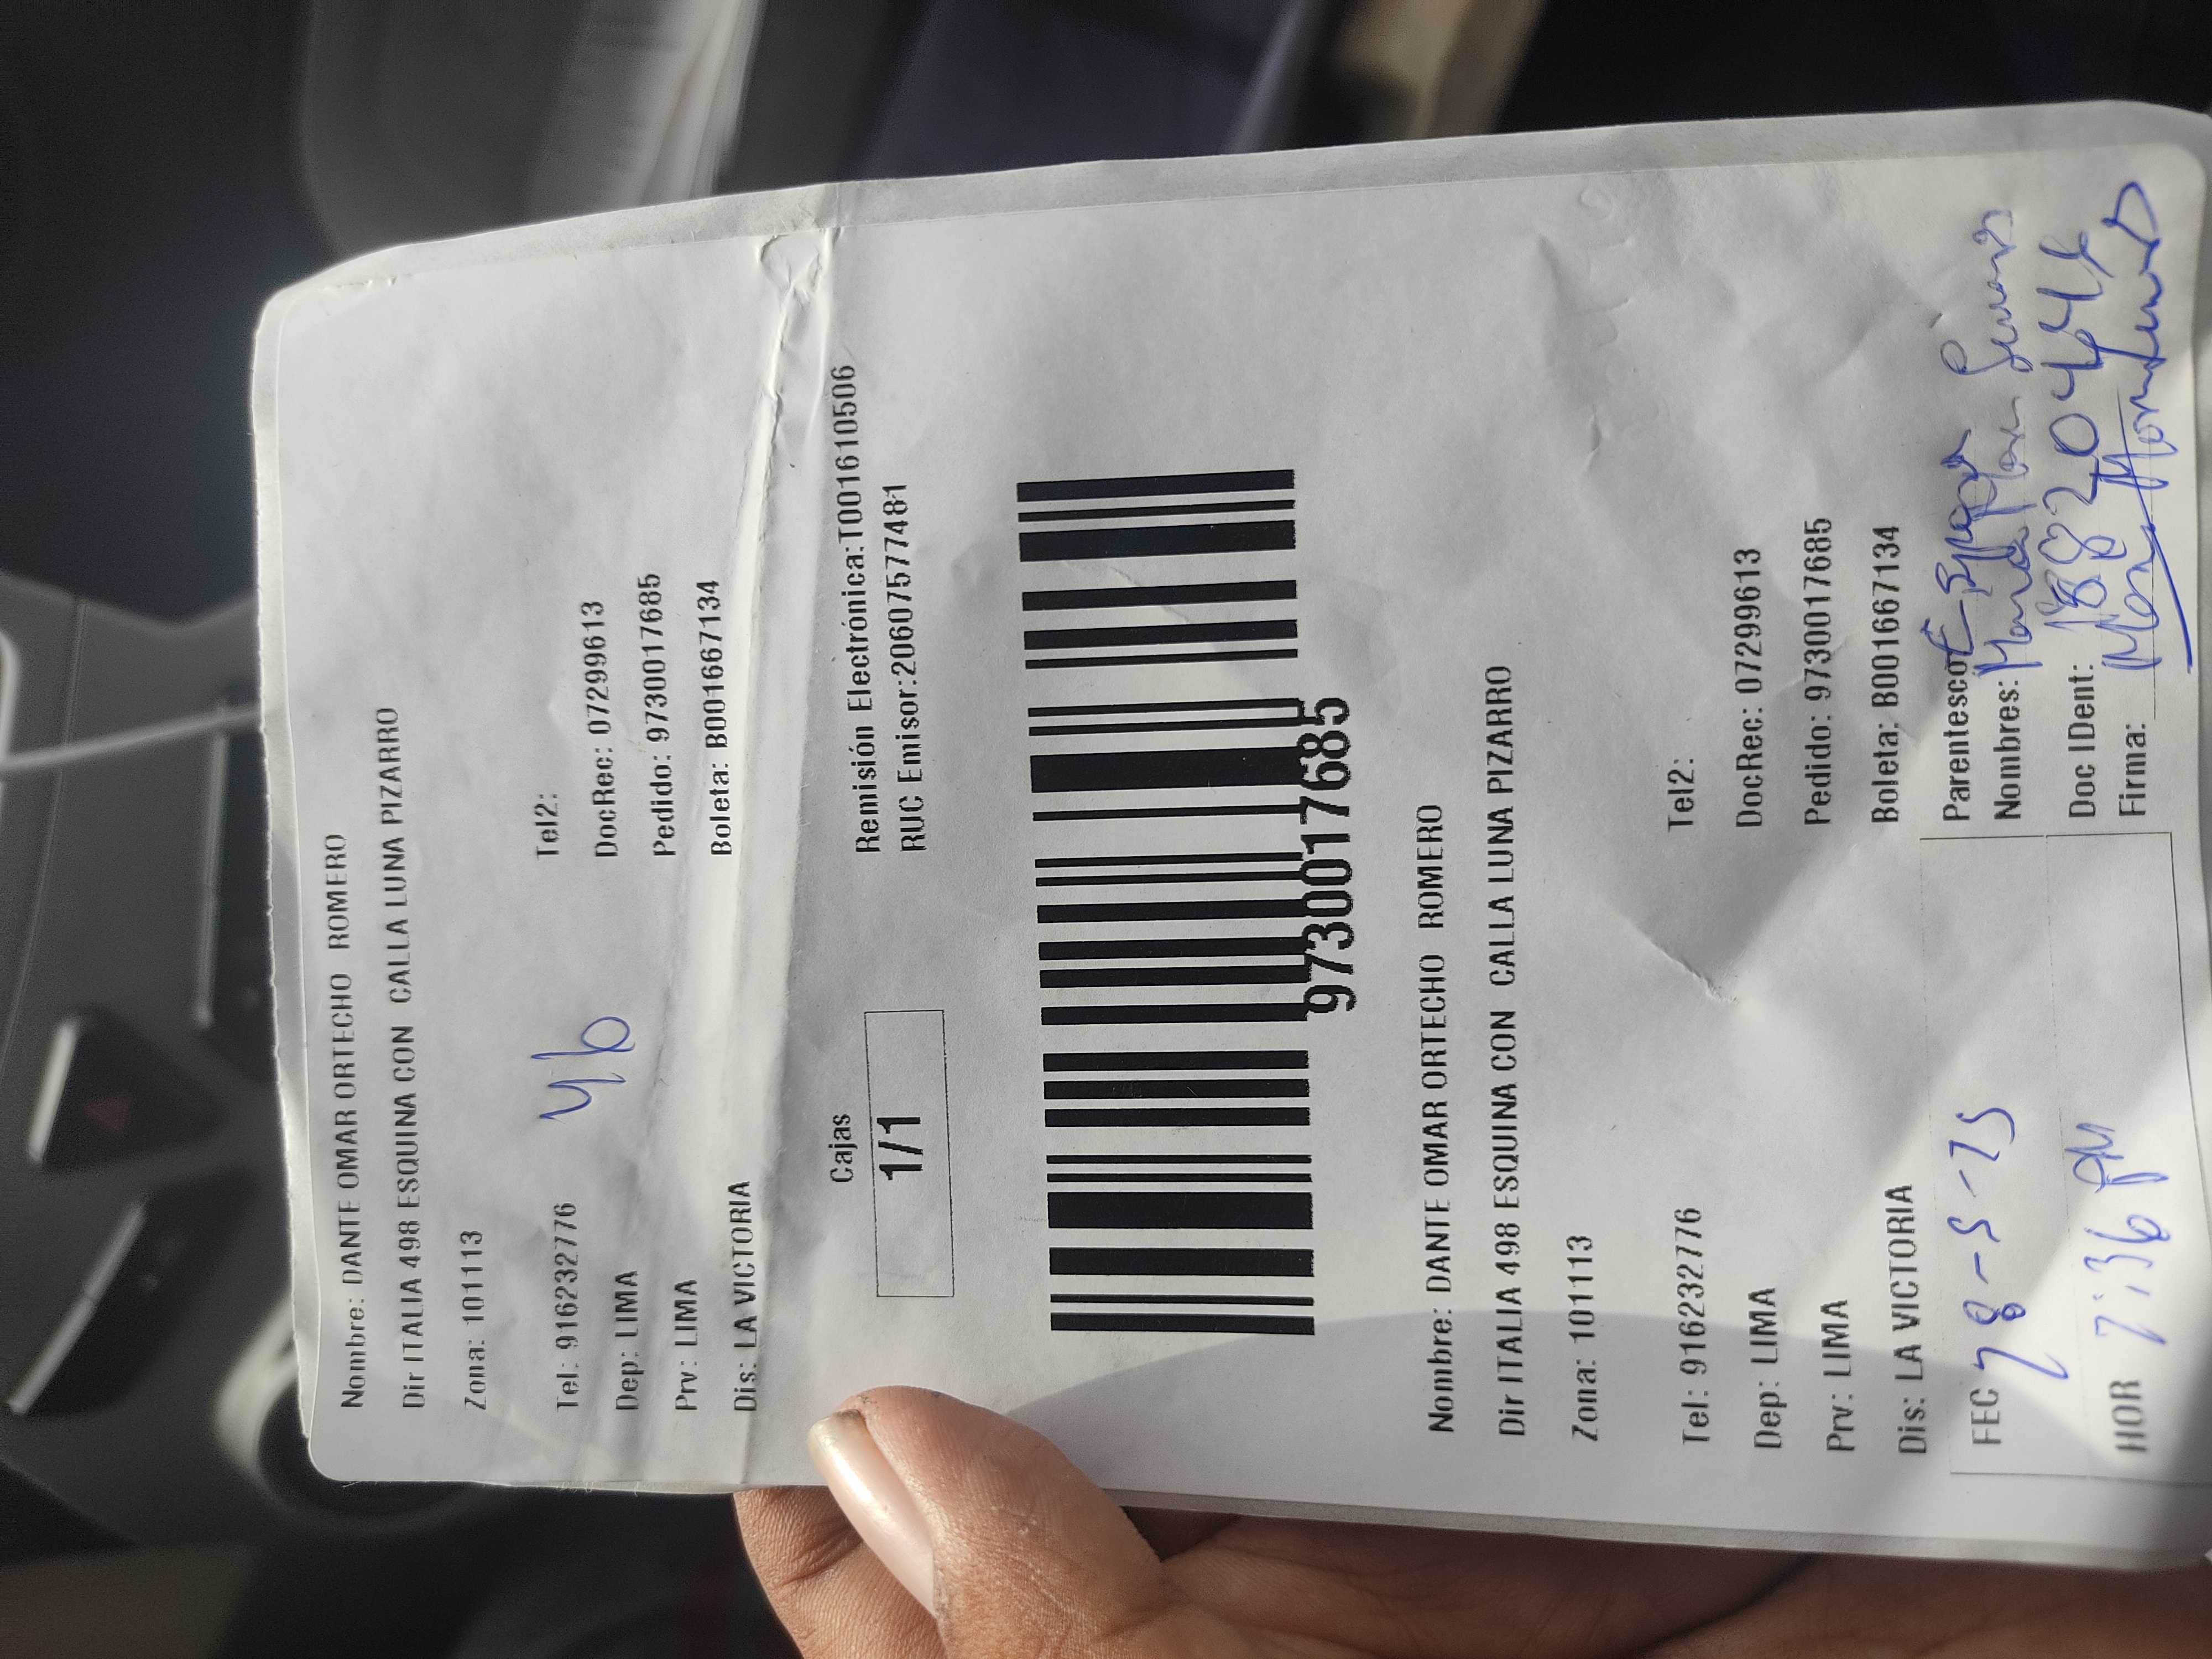 Nombre: DANTE OMAR ORTECHO ROMERO
Dir ITALIA 498 ESQUINA CON CALLA LUNA PIZARRO
Zona: 101113
Tel: 916232776 Tel2:
46
Dep: LIMA DocRec: 07299613
Prv: LIMA Pedido: 9730017685
Dis: LA VICTORIA Boleta: B001667134
Cajas Remisión Electrónica:T001610506
1/1 RUC Emisor:20607577481
9730017685
Nombre: DANTE OMAR ORTECHO ROMERO
Dir ITALIA 498 ESQUINA CON CALLA LUNA PIZARRO
Zona: 101113
Tel: 916232776 Tel2:
Dep: LIMA DocRec: 07299613
Prv: LIMA Pedido: 9730017685
Dis: LA VICTORIA Boleta: B001667134
FEC 28-5-25 Parentesco
Nombres:
Doc IDent:
HOR 7:36 PM Firma: